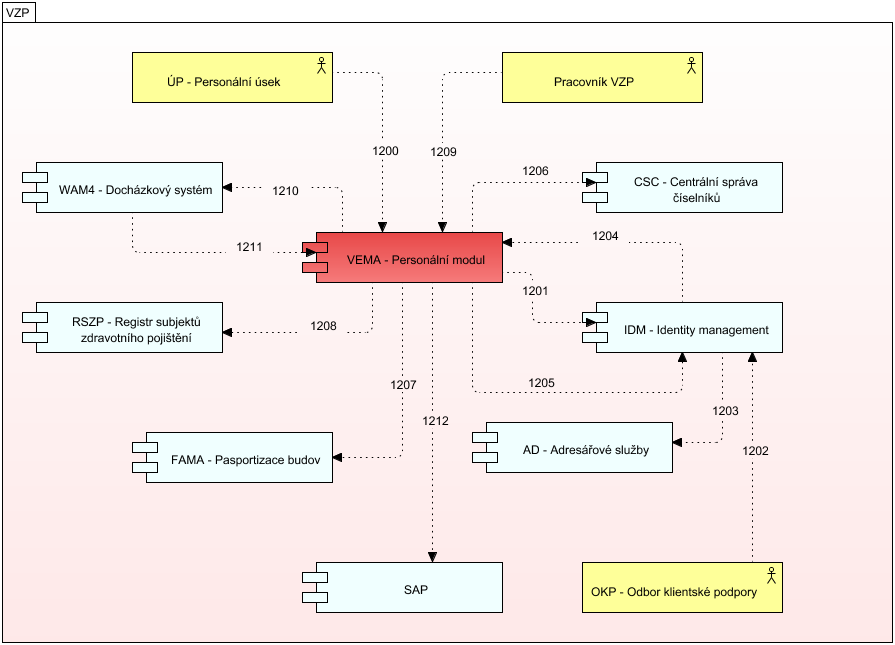 VZP
ÚP - Personální úsek
Pracovník VZP
1200
1209
1206
WAM4 - Docházkový systém
1210
CSC - Centrální správa
číselníků
1211
1204
VEMA - Personální modul
1201
RSZP - Registr subjektů
zdravotního pojištění
1208
IDM - Identity management
1207
1205
1212
1203
1202
FAMA - Pasportizace budov
AD - Adresářové služby
SAP
OKP - Odbor klientské podpory